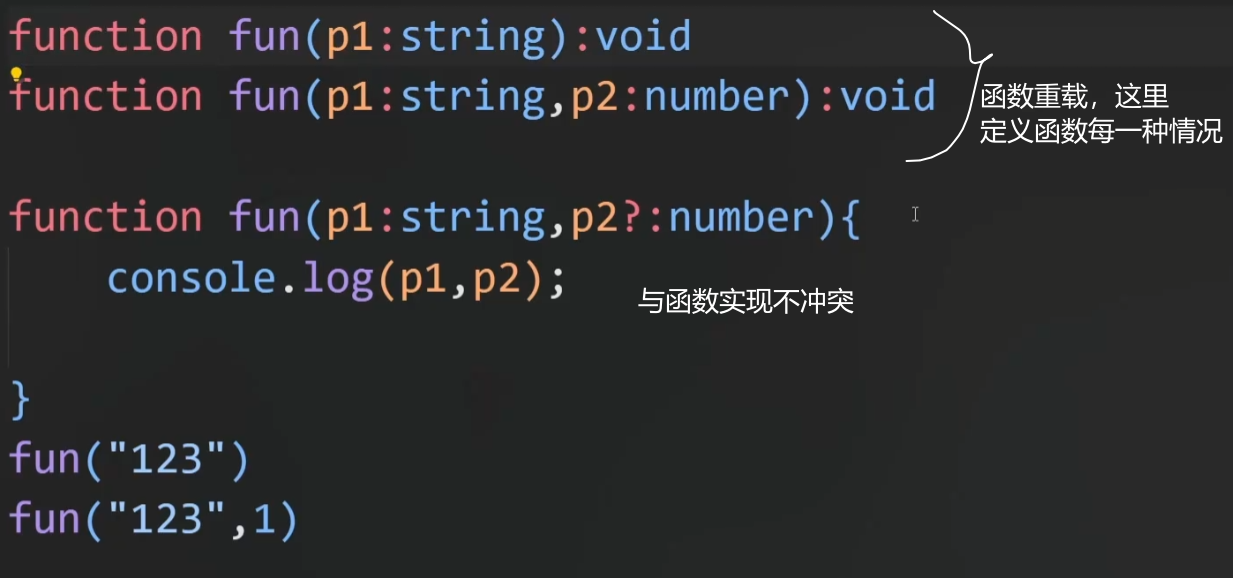 function fun(p1:string):void
function fun(p1:string,p2:number):void
函数重载，这里
定义函数每一种情况
function fun(p1:string,p2?:number){
console.log(p1,p2);
与函数实现不冲突
}
fun("123")
fun("123",1)